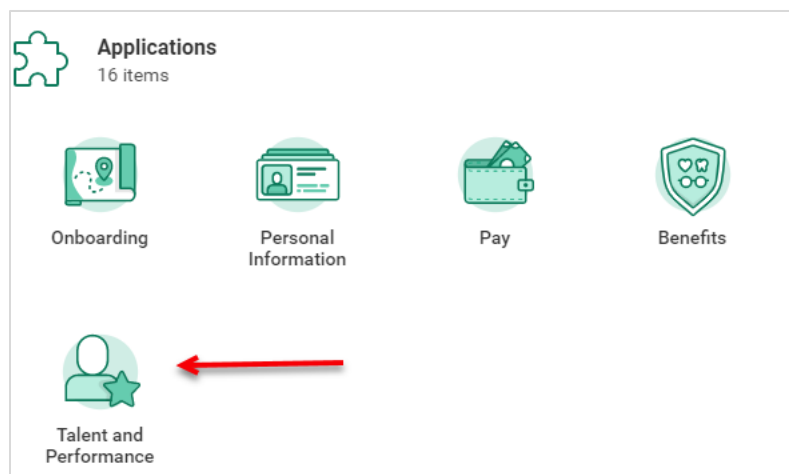 Applications
16 items
Onboarding
Personal
Information
Pay
Benefits
Talent and
Performance